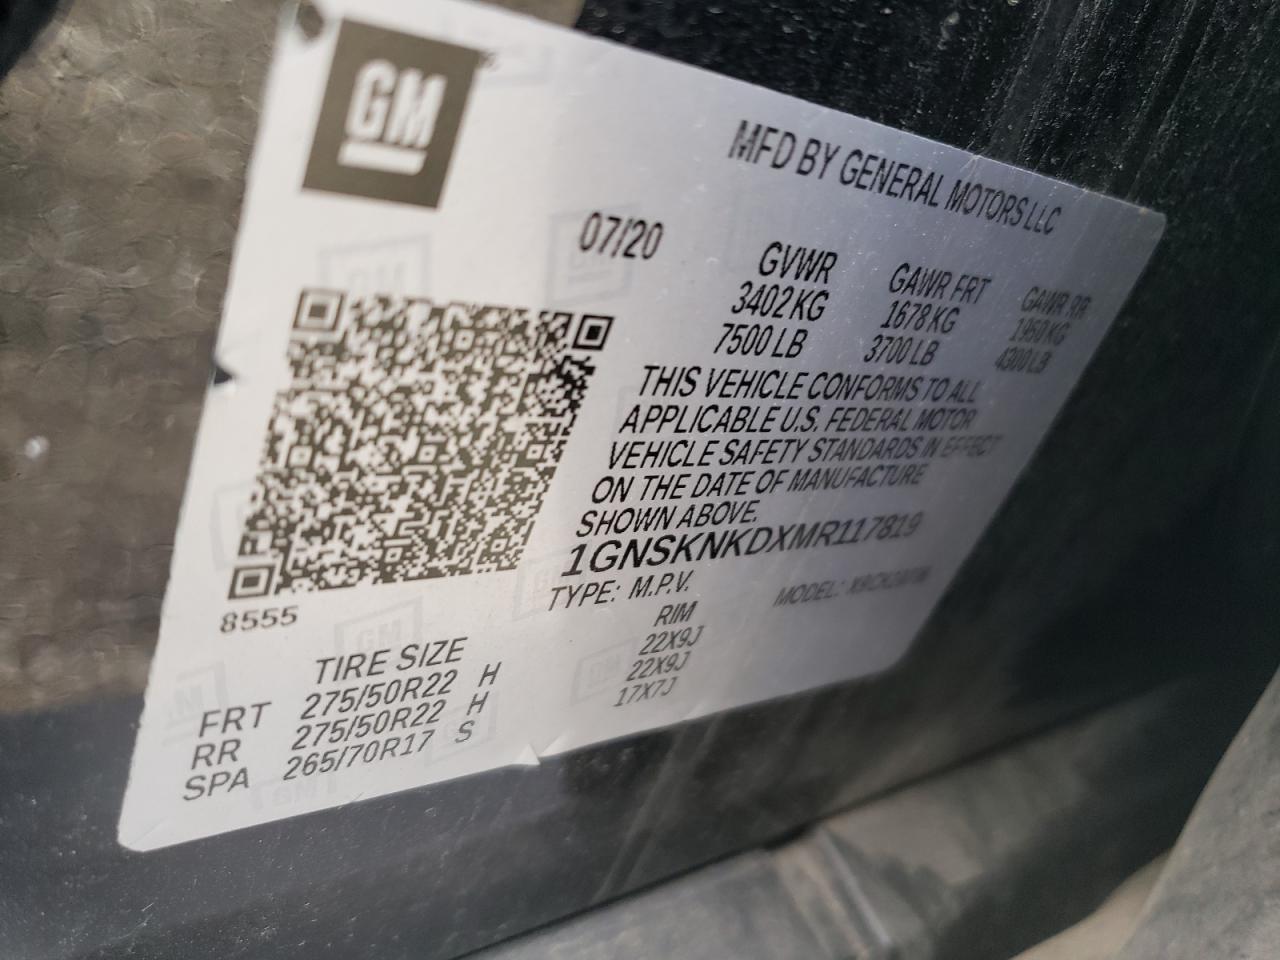 GM
MFD BY GENERAL MOTORS LLC
07/20
GVWR GAWR FRT GAWR RR
3402 KG 1678 KG 1950 KG
7500 LB 3700 LB 4300 LB
THIS VEHICLE CONFORMS TO ALL
APPLICABLE U.S. FEDERAL MOTOR
VEHICLE SAFETY STANDARDS IN EFFECT
ON THE DATE OF MANUFACTURE
SHOWN ABOVE.
1GNSKNKDXMR117819
TYPE: M.P.V. MODEL:
8555
TIRE SIZE RIM
FRT 275/50R22 H 22X9J
RR 275/50R22 H 22X9J
SPA 265/70R17 S 17X7J